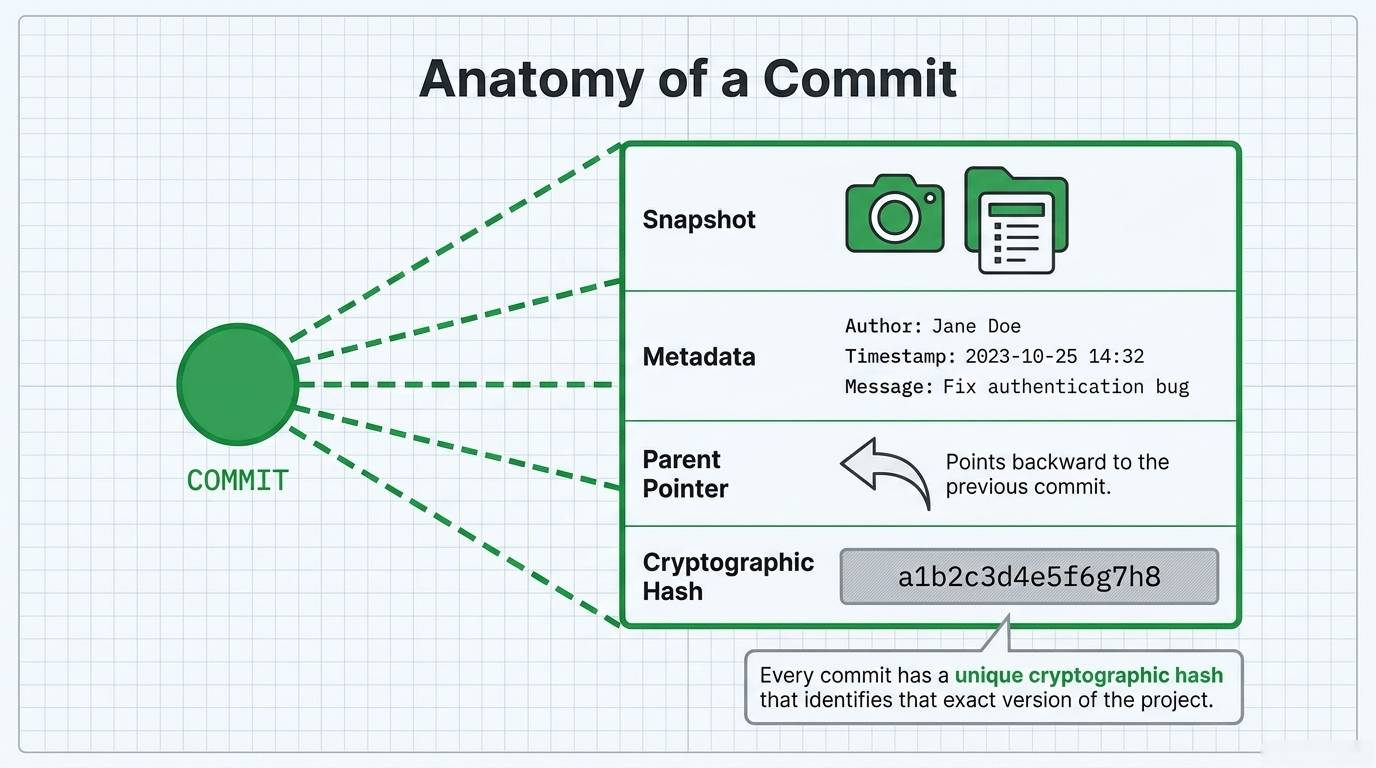 Anatomy of a Commit
Snapshot
Metadata
Author: Jane Doe
Timestamp: 2023-10-25 14:32
Message: Fix authentication bug
Parent
Pointer
Points backward to the
previous commit.
Cryptographic
Hash
a1b2c3d4e5f6g7h8
COMMIT
Every commit has a unique cryptographic hash
that identifies that exact version of the project.